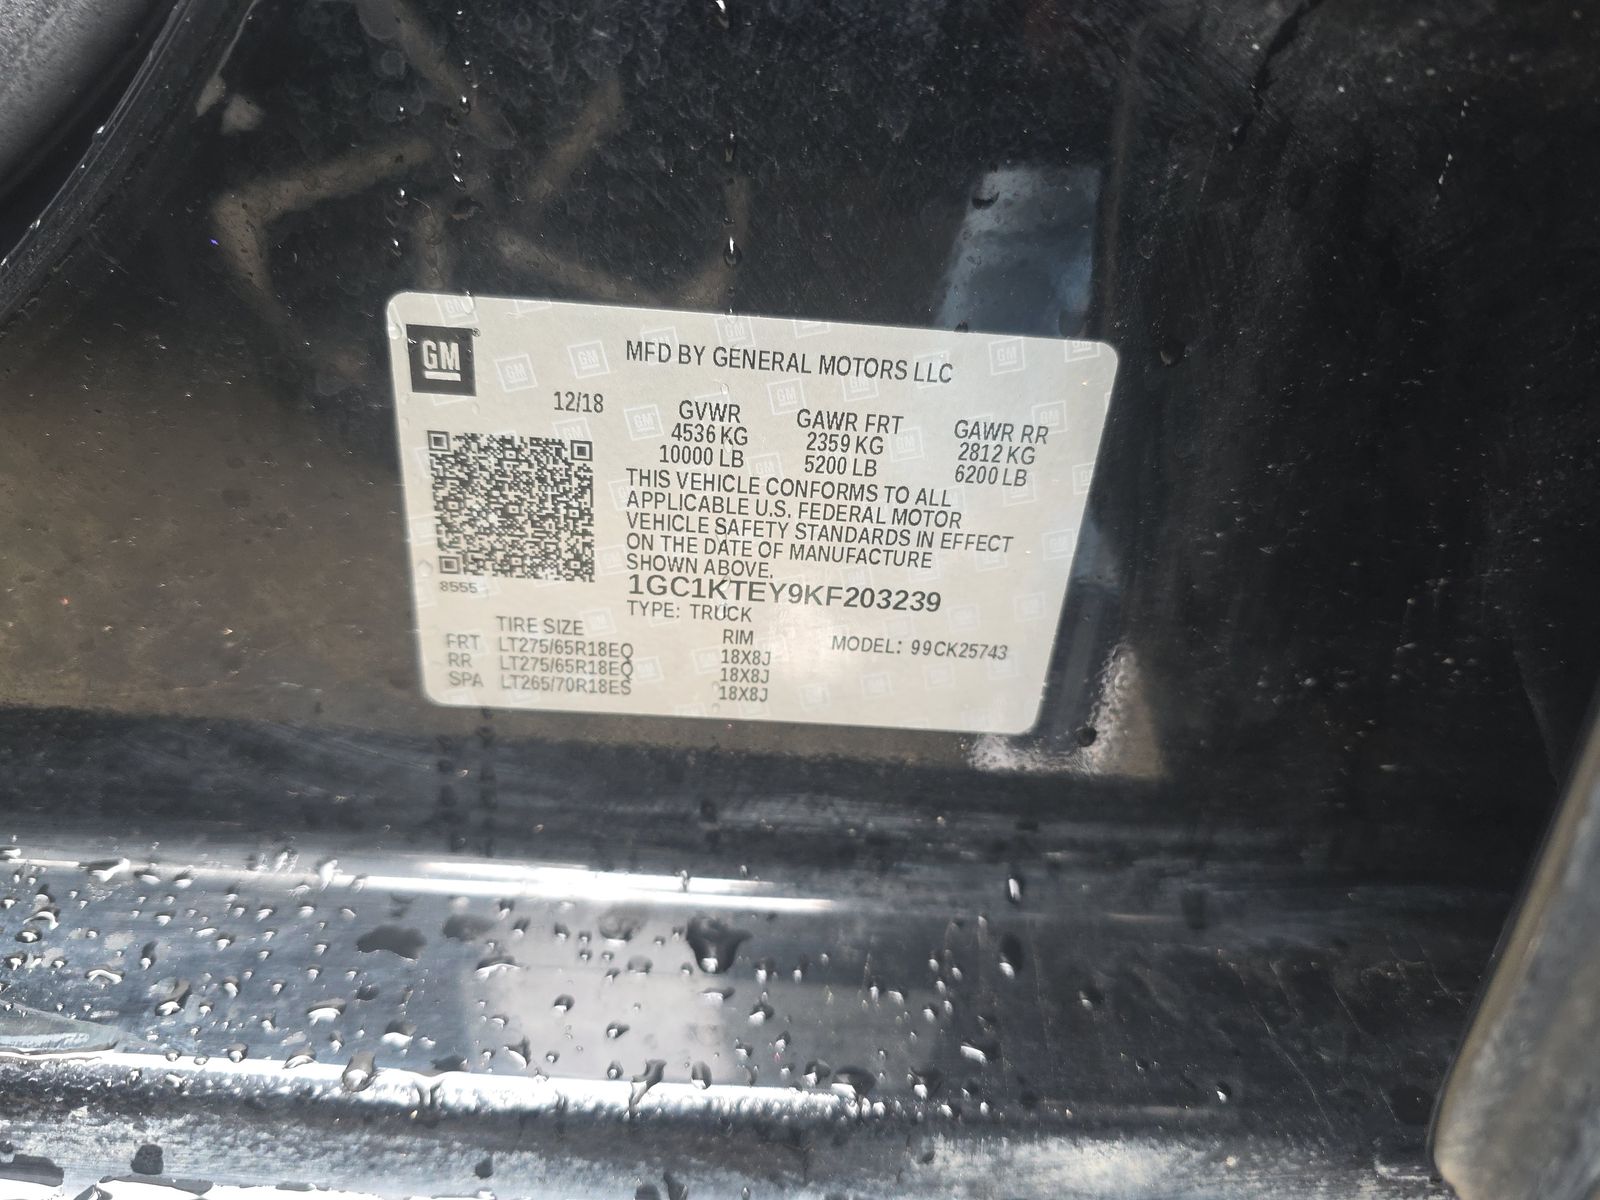 GM
MFD BY GENERAL MOTORS LLC
12/18
GVWR GAWR FRT GAWR RR
4536 KG 2359 KG 2812 KG
10000 LB 5200 LB 6200 LB
THIS VEHICLE CONFORMS TO ALL
APPLICABLE U.S. FEDERAL MOTOR
VEHICLE SAFETY STANDARDS IN EFFECT
ON THE DATE OF MANUFACTURE
SHOWN ABOVE.
8555
1GC1KTEY9KF203239
TYPE: TRUCK
TIRE SIZE RIM MODEL: 99CK25743
FRT LT275/65R18EQ 18X8J
RR LT275/65R18EQ 18X8J
SPA LT265/70R18ES 18X8J